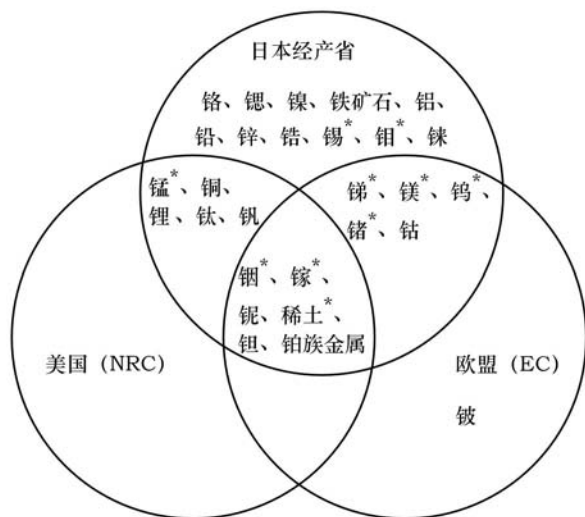 日本经产省
铬、锶、镍、铁矿石、铝、
铅、锌、锆、锡*、钼*、铼
锰*、铜、
锂、钛、钒
锑*、镁*、钨*、
锗*、钴
铟*、镓*、
铌、稀土*、
钽、铂族金属
美国 (NRC)
欧盟 (EC)
铍